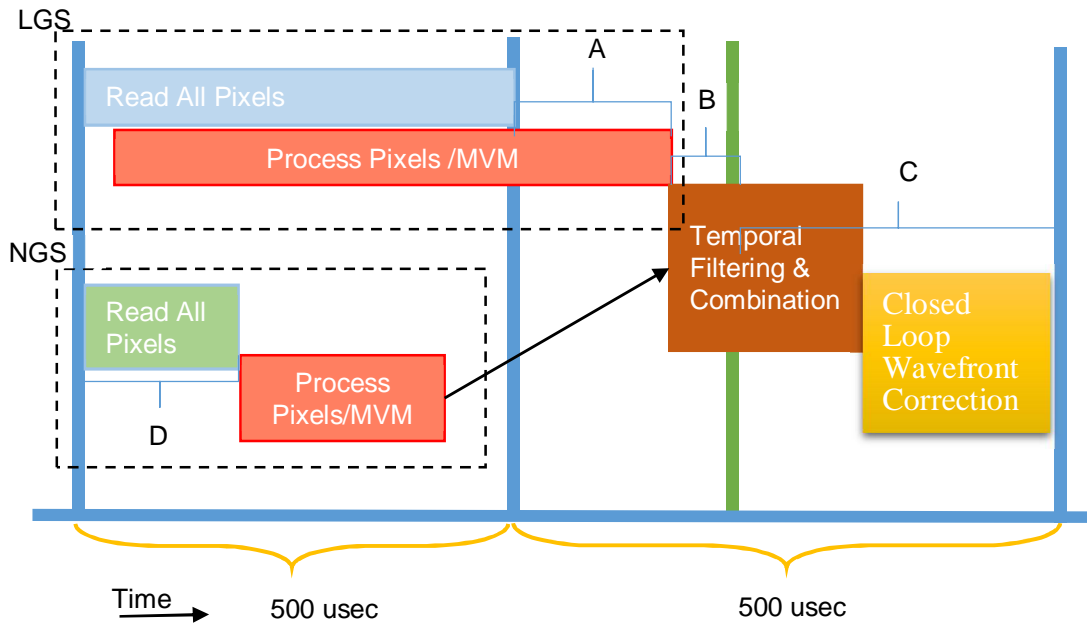 LGS
A
Read All Pixels
B
Process Pixels /MVM
C
Temporal
Filtering &
Combination
NGS
Read All
Pixels
Closed
Loop
Wavefront
Correction
Process
Pixels/MVM
D
Time
500 usec
500 usec